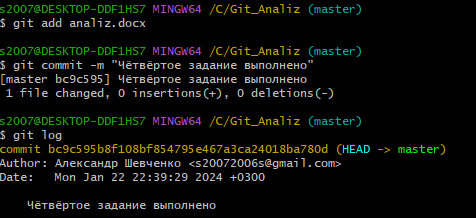 s2007@DESKTOP-DDF1HS7 MINGW64 /C/Git_Analiz (master)
$ git add analiz.docx
s2007@DESKTOP-DDF1HS7 MINGW64 /C/Git_Analiz (master)
$ git commit -m "Чётвёртое задание выполнено"
[master bc9c595] Чётвёртое задание выполнено
1 file changed, 0 insertions(+), 0 deletions(-)
s2007@DESKTOP-DDF1HS7 MINGW64 /C/Git_Analiz (master)
$ git log
commit bc9c595b8f108bf854795e467a3ca24018ba780d (HEAD -> master)
Author: Александр Шевченко <s20072006s@gmail.com>
Date:   Mon Jan 22 22:39:29 2024 +0300
Чётвёртое задание выполнено